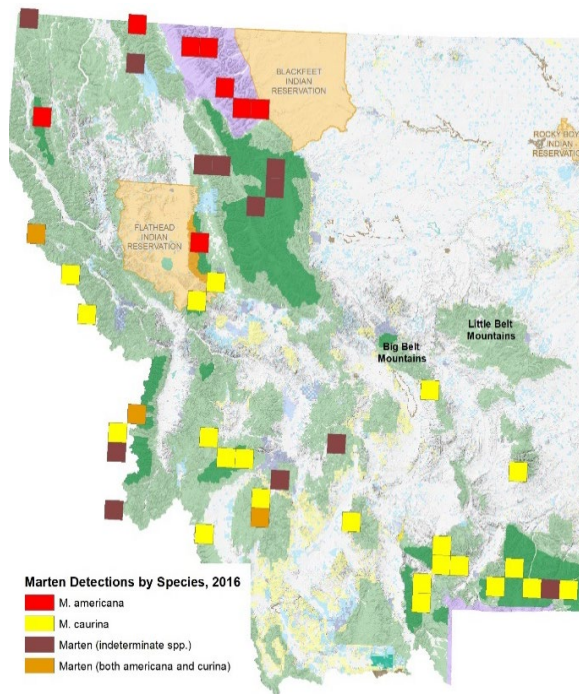 BLACKFEET
INDIAN
RESERVATION
ROCKY BOY
INDIAN
RESERVATION
FLATHEAD
INDIAN
RESERVATION
Little Belt
Mountains
Big Belt
Mountains
Marten Detections by Species, 2016
M. americana
M. caurina
Marten (indeterminate spp.)
Marten (both americana and curina)